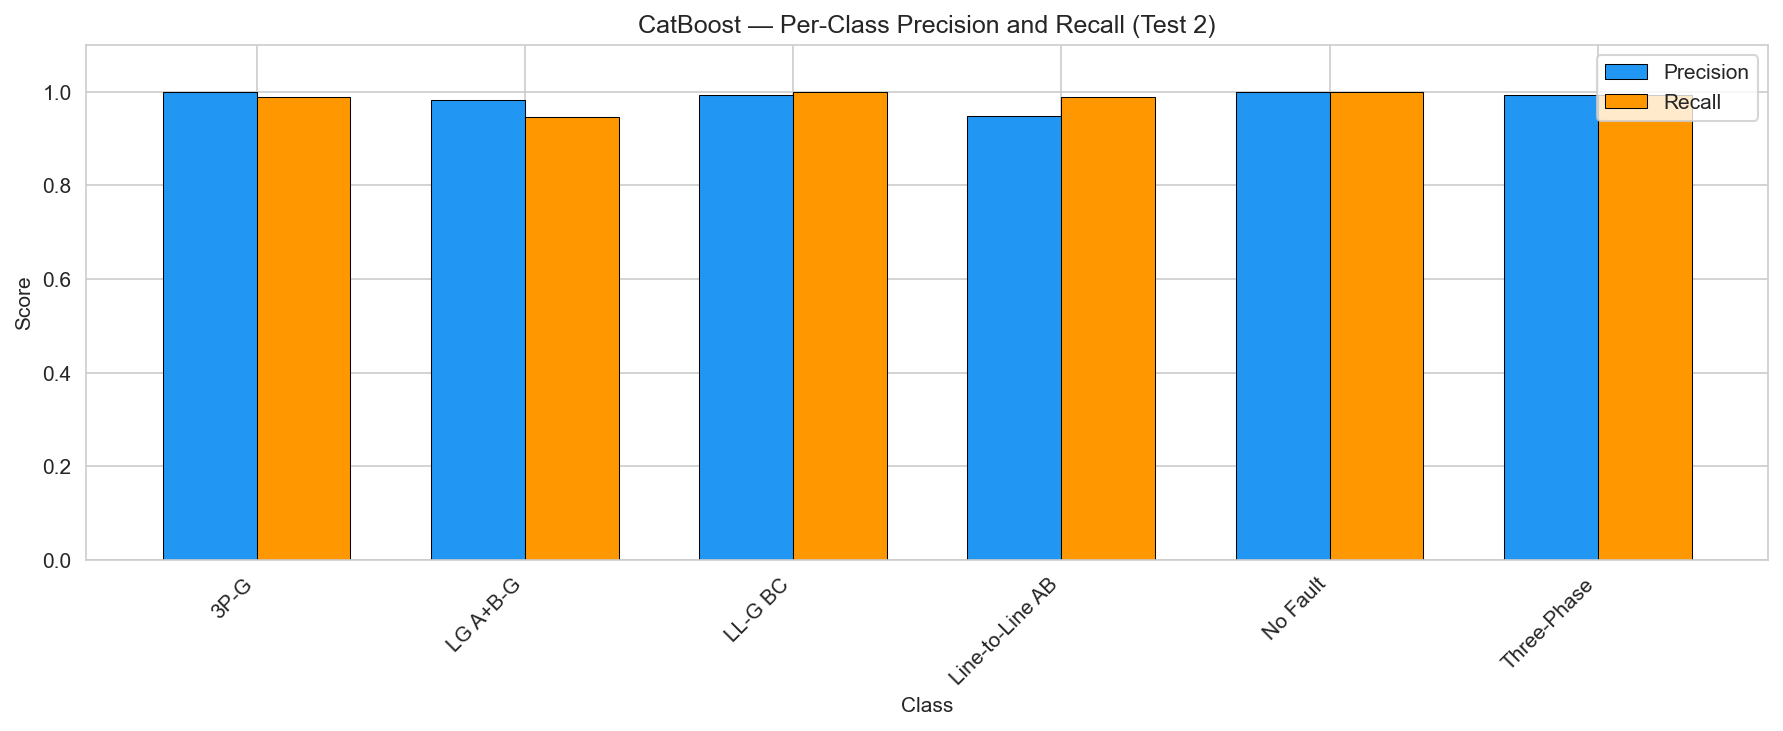 CatBoost — Per-Class Precision and Recall (Test 2)
Precision
Recall
1.0
0.8
0.6
0.4
0.2
0.0
Score
3P-G
LG A+B-G
LL-G BC
Line-to-Line AB
No Fault
Three-Phase
Class